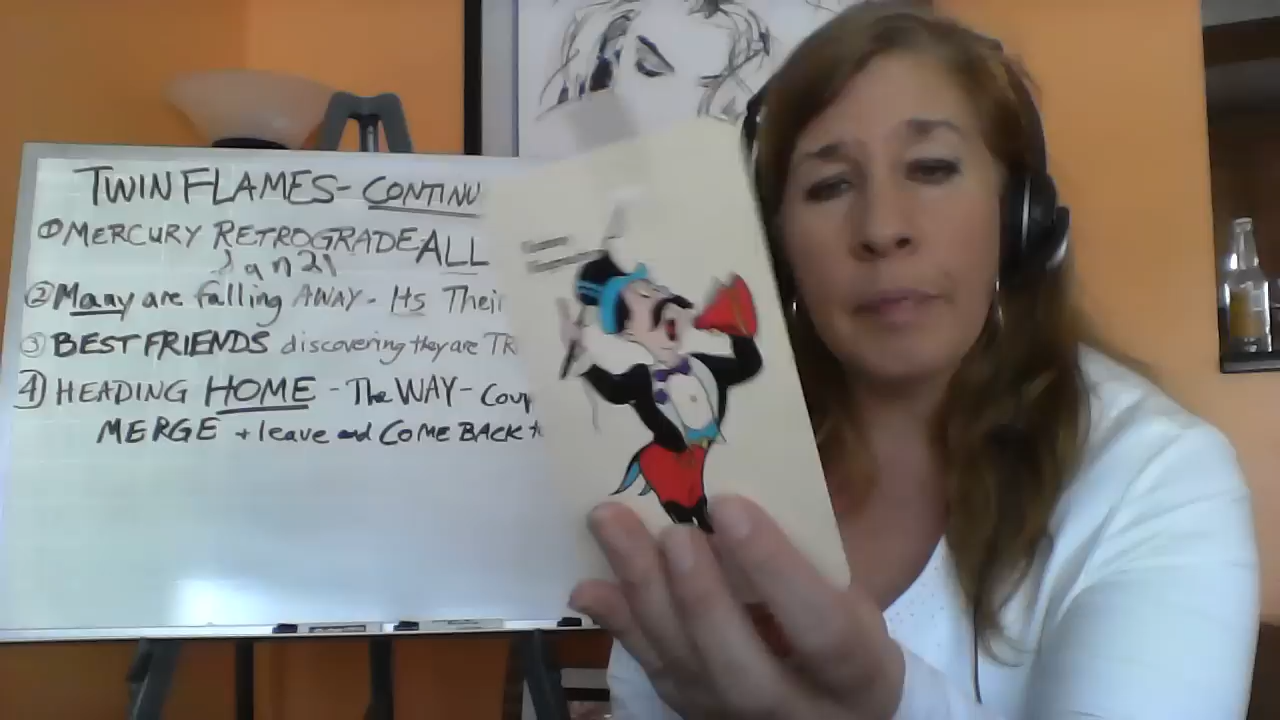 TWIN FLAMES - CONTINU
① MERCURY RETROGRADE - ALL
Jan 21
② Many are falling AWAY - Its Their
③ BEST FRIENDS discovering they are TR
④ HEADING HOME - The WAY - Coup
MERGE + leave and COME BACK t